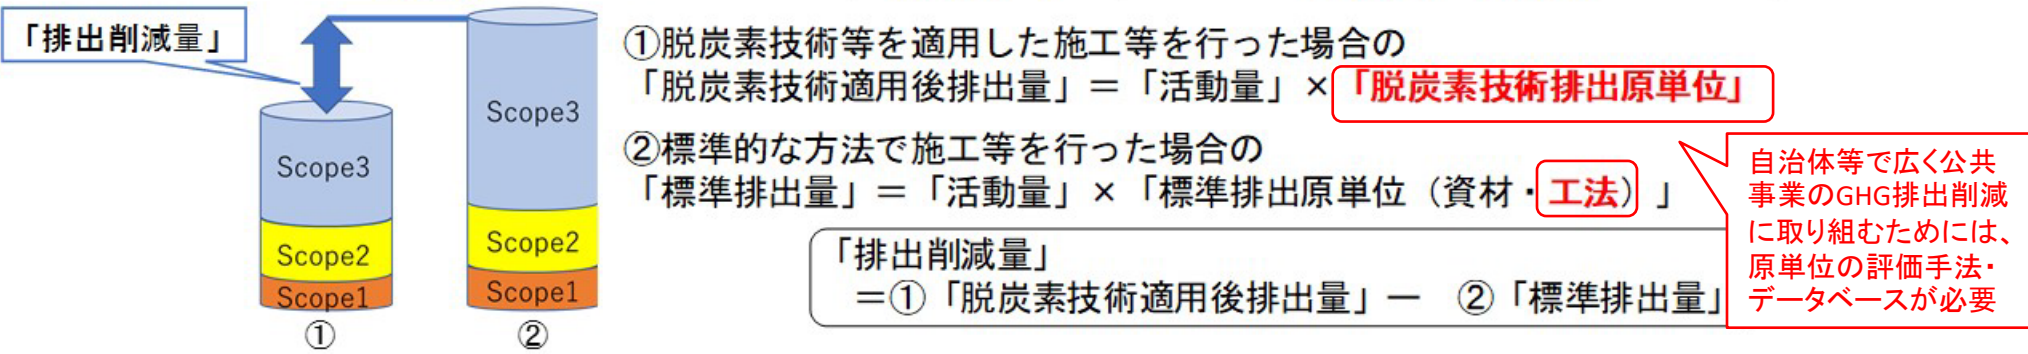 「排出削減量」
Scope3
Scope2
Scope1
①
Scope3
Scope2
Scope1
②
①脱炭素技術等を適用した施工等を行った場合の
「脱炭素技術適用後排出量」＝「活動量」×「脱炭素技術排出原単位」
②標準的な方法で施工等を行った場合の
「標準排出量」＝「活動量」×「標準排出原単位（資材・工法）」
「排出削減量」
＝①「脱炭素技術適用後排出量」ー　②「標準排出量」
自治体等で広く公共
事業のGHG排出削減
に取り組むためには、
原単位の評価手法・
データベースが必要